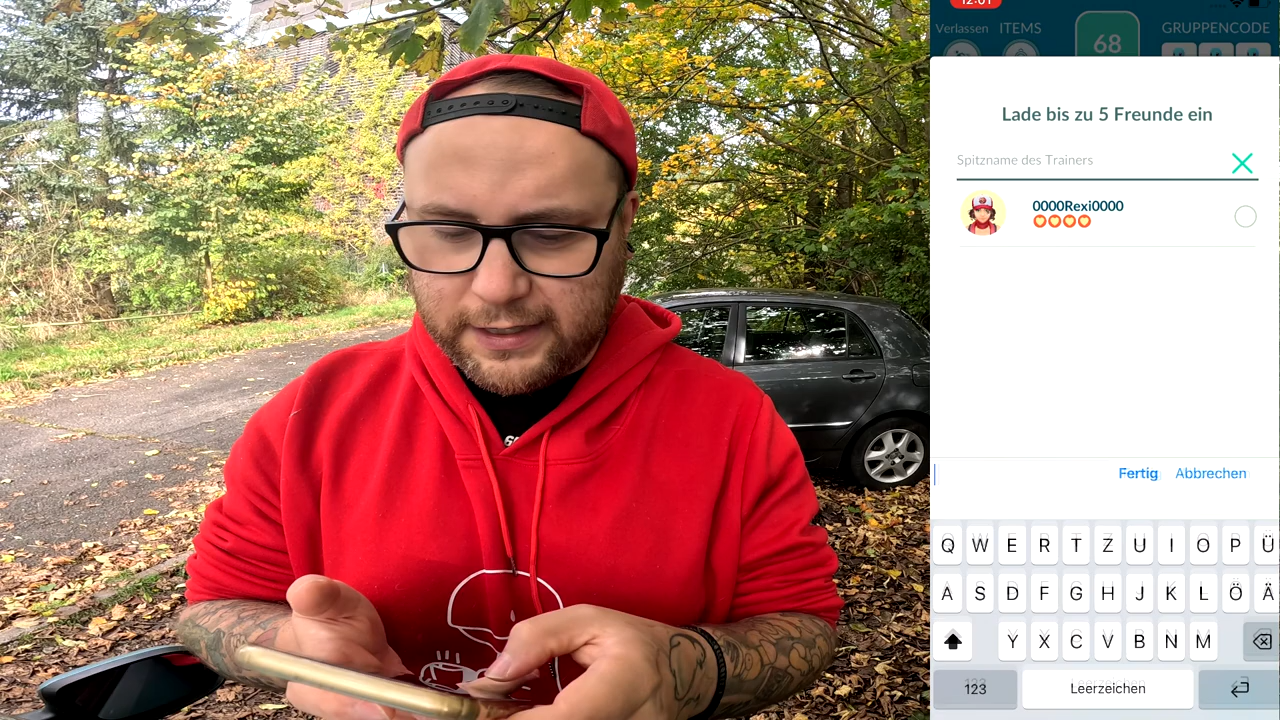 12:01
Verlassen
ITEMS
68
GRUPPENCODE
Lade bis zu 5 Freunde ein
Spitzname des Trainers
0000Rexi0000
Fertig Abbrechen
Q W E R T Z U I O P Ü
A S D F G H J K L Ö Ä
Y X C V B N M
123 Leerzeichen